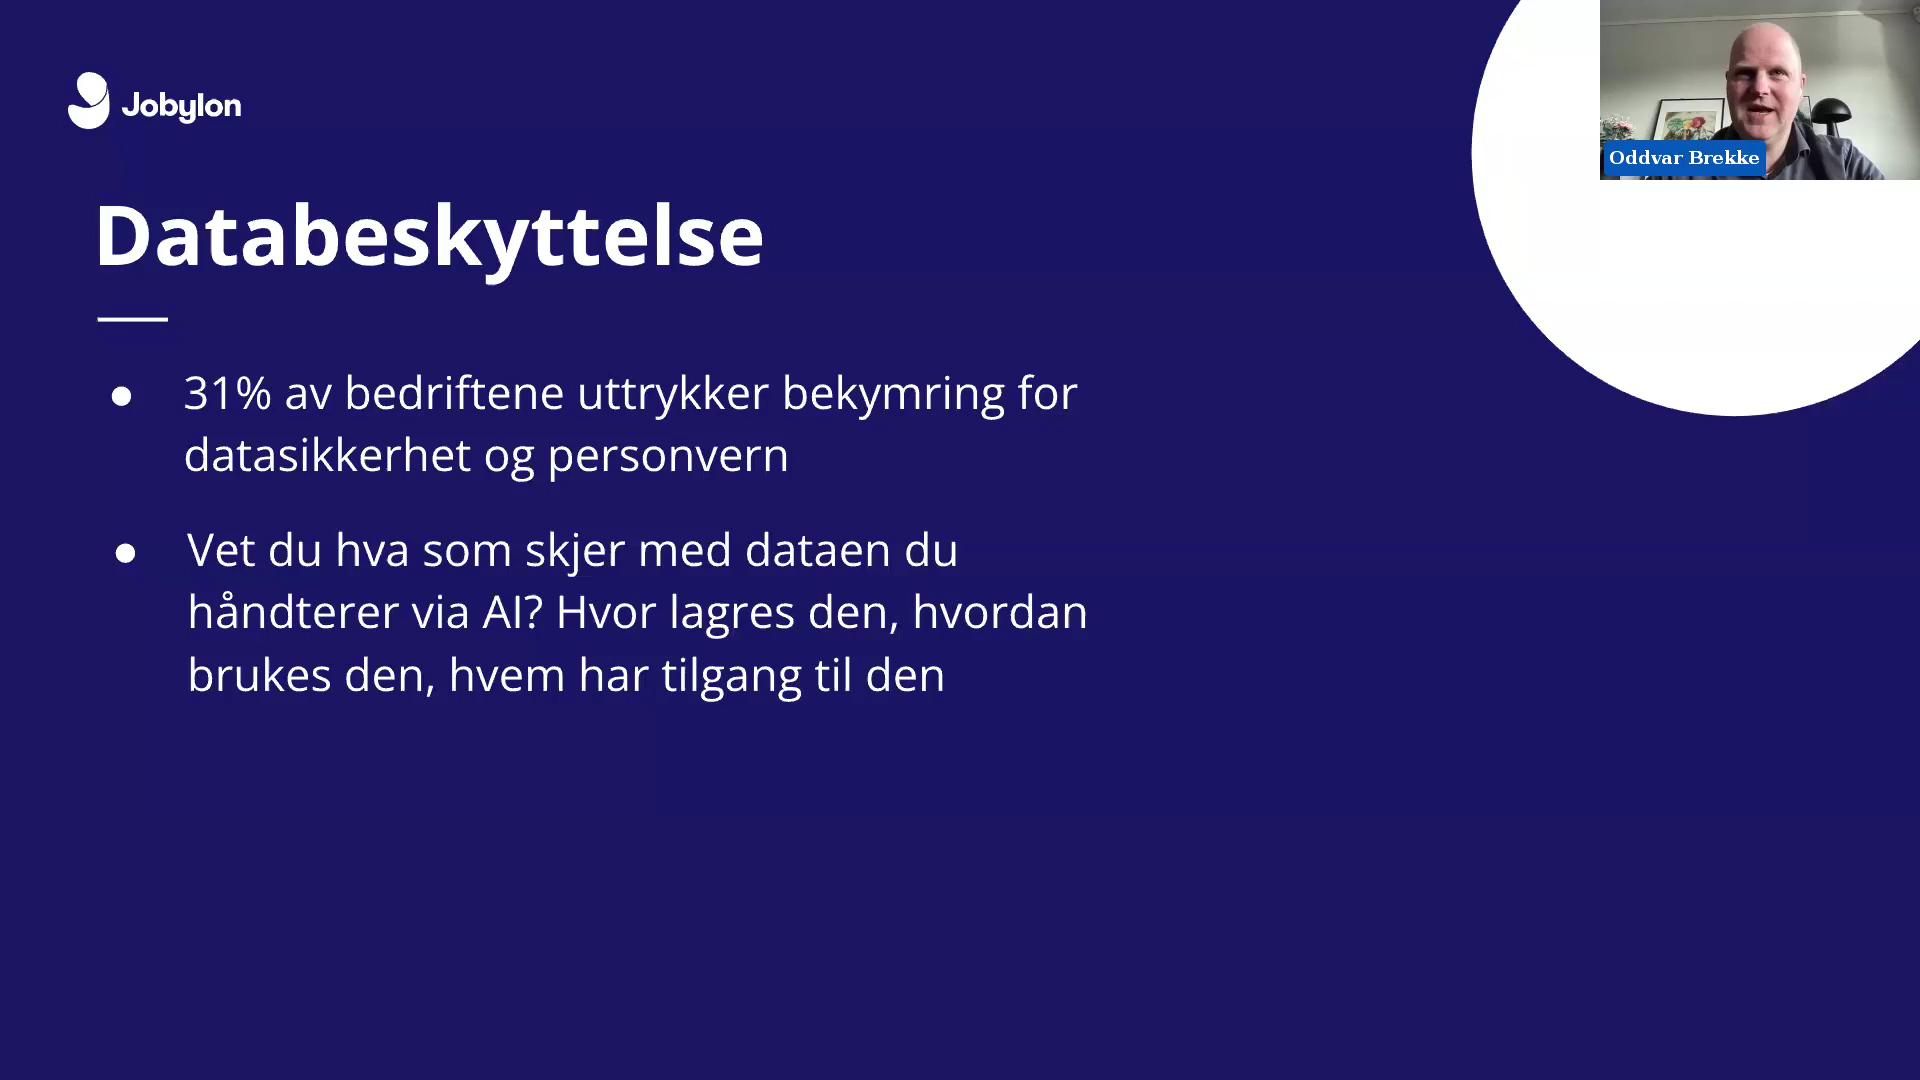 Jobylon
Oddvar Brekke
Databeskyttelse
● 31% av bedriftene uttrykker bekymring for
datasikkerhet og personvern
● Vet du hva som skjer med dataen du
håndterer via AI? Hvor lagres den, hvordan
brukes den, hvem har tilgang til den